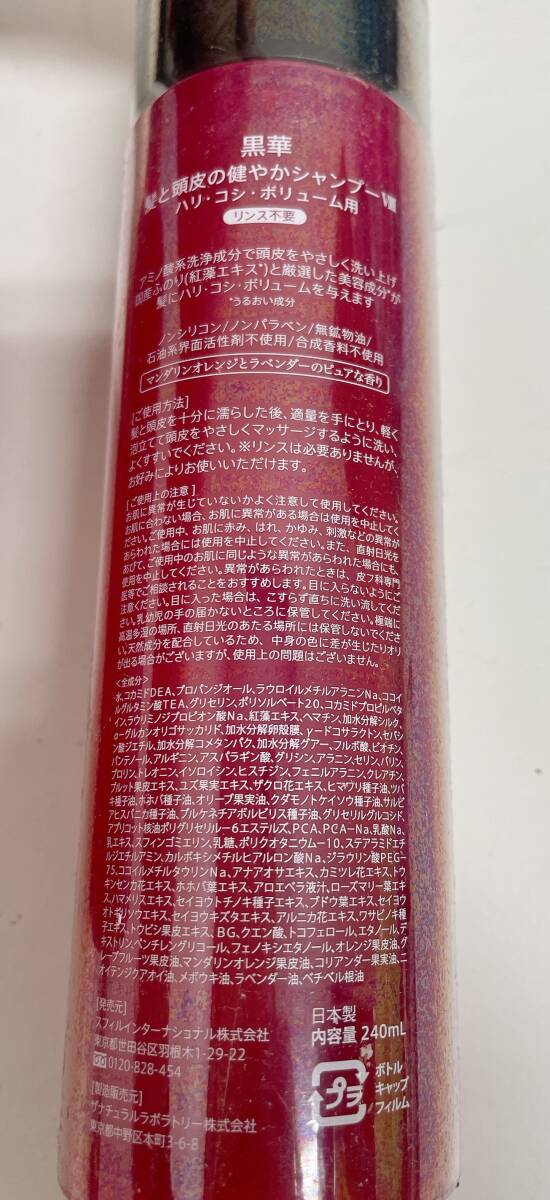 黒華
髪と頭皮の健やかシャンプーVⅢ
ハリ・コシ・ボリューム用
リンス不要
アミノ酸系洗浄成分で頭皮をやさしく洗い上げ
国産ふのり(紅藻エキス*)と厳選した美容成分*が
髪にハリ・コシ・ボリュームを与えます
*うるおい成分
ノンシリコン/ノンパラベン/無鉱物油/
石油系界面活性剤不使用/合成香料不使用
マンダリンオレンジとラベンダーのピュアな香り
[ご使用方法]
髪と頭皮を十分に濡らした後、適量を手にとり、軽く
泡立てて頭皮をやさしくマッサージするように洗い、
よくすすいでください。※リンスは必要ありませんが、
お好みによりお使いいただけます。
[ご使用上の注意]
お肌に異常が生じていないかよく注意して使用してください。
お肌に合わない場合、お肌に異常がある場合は使用を中止してく
ださい。ご使用中、お肌に赤み、はれ、かゆみ、刺激などの異常が
あらわれた場合には使用を中止してください。また、直射日光を
あびて、ご使用中のお肌に同じような異常があらわれた場合にも、
使用を中止してください。異常があらわれたときは、皮フ科専門
医等でご相談されることをおすすめします。目に入らないようにご
注意ください。目に入った場合は、こすらず直ちに洗い流してくだ
さい。乳幼児の手の届かないところに保管してください。極端に
高温多湿の場所、直射日光のあたる場所には保管しないでくださ
い。天然成分を配合しているため、中身の色に差が生じたりオリ
が出る場合がございますが、使用上の問題はございません。
<全成分>
水、コカミドDEA、プロパンジオール、ラウロイルメチルアラニンNa、ココイ
ルグルタミン酸TEA、グリセリン、ポリソルベート20、コカミドプロピルベタ
イン、ラウリミノジプロピオン酸Na、紅藻エキス、ヘマチン、加水分解シルク、
α-グルカンオリゴサッカリド、加水分解卵殻膜、γ-ドコサラクトン、セバシ
ン酸ジエチル、加水分解コメタンパク、加水分解グアー、フルボ酸、ビオチン、
パンテノール、アルギニン、アスパラギン酸、グリシン、アラニン、セリン、バリン、
プロリン、トレオニン、イソロイシン、ヒスチジン、フェニルアラニン、クレアチン、
プルット果皮エキス、ユズ果実エキス、ザクロ花エキス、ヒマワリ種子油、ツバ
キ種子油、ホホバ種子油、オリーブ果実油、クダモノトケイソウ種子油、サルビ
アヒスパニカ種子油、プルケネチアボルビリス種子油、グリセリルグルコシド、
アプリコット核油ポリグリセリル-6エステルズ、PCA、PCA-Na、乳酸Na、
乳エキス、スフィンゴミエリン、乳糖、ポリクオタニウム-10、ステアラミドエチ
ルジエチルアミン、カルボキシメチルヒアルロン酸Na、ジラウリン酸PEG-
75、ココイルメチルタウリンNa、アナアオサエキス、カミツレ花エキス、トウ
キンセンカ花エキス、ホホバ葉エキス、アロエベラ液汁、ローズマリー葉エキ
ス、ハマメリスエキス、セイヨウトチノキ種子エキス、ブドウ葉エキス、セイヨウ
オトギリソウエキス、セイヨウキズタエキス、アルニカ花エキス、ワサビノキ種
子エキス、トウビシ果皮エキス、BG、クエン酸、トコフェロール、エタノール、デ
キストリン、ペンチレングリコール、フェノキシエタノール、オレンジ果皮油、グ
レープフルーツ果皮油、マンダリンオレンジ果皮油、コリアンダー果実油、ニ
オイテンジクアオイ油、メボウキ油、ラベンダー油、ベチベル根油
[発売元]
スフィルインターナショナル株式会社
東京都世田谷区羽根木1-29-22
0120-828-454
[製造販売元]
ザナチュラルラボラトリー株式会社
東京都中野区本町3-6-8
日本製
内容量 240mL
プラ
ボトル
キャップ
フィルム